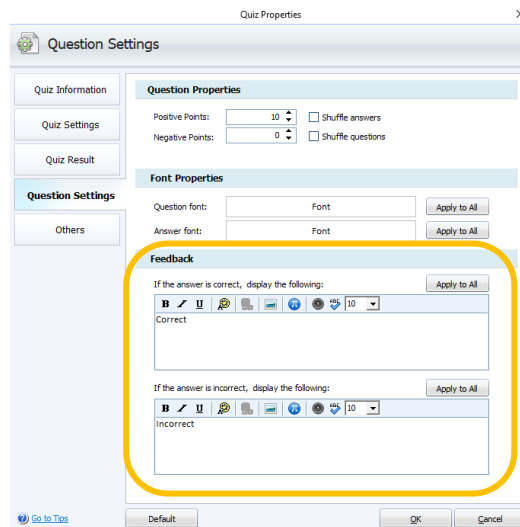 Quiz Properties
Question Settings
Quiz Information
Quiz Settings
Quiz Result
Question Settings
Others
Question Properties
Positive Points: 10 Shuffle answers
Negative Points: 0 Shuffle questions
Font Properties
Question font: Font Apply to All
Answer font: Font Apply to All
Feedback
If the answer is correct, display the following: Apply to All
B I U ABC 10
Correct
If the answer is incorrect, display the following: Apply to All
B I U ABC 10
Incorrect
Go to Tips Default OK Cancel